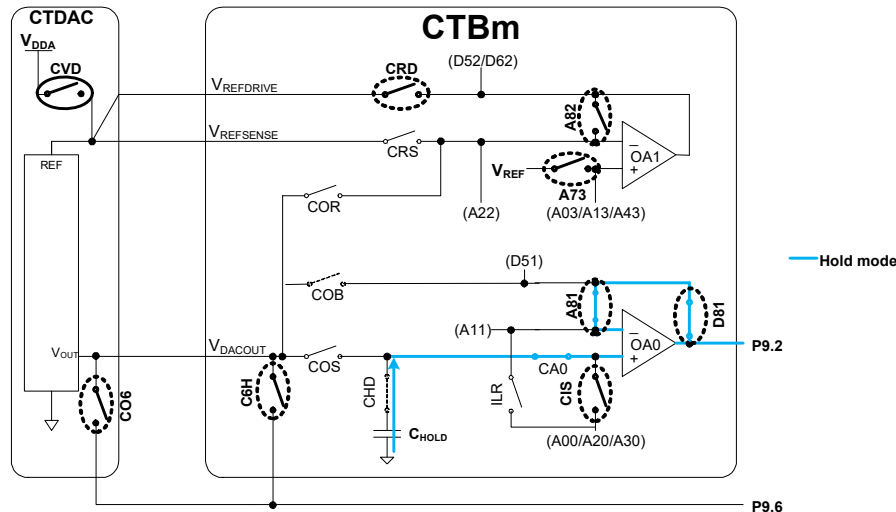 CTDAC
CTBm
VDDA
CVD
CRD
(D52/D62)
VREFDRIVE
A82
VREFSENSE
CRS
OA1
REF
VREF
A73
COR
(A22)
(A03/A13/A43)
(D51)
Hold mode
COB
A81
D81
(A11)
OA0
P9.2
VOUT
VDACOUT
COS
CA0
CO6
C6H
CHD
ILR
CIS
CHOLD
(A00/A20/A30)
P9.6